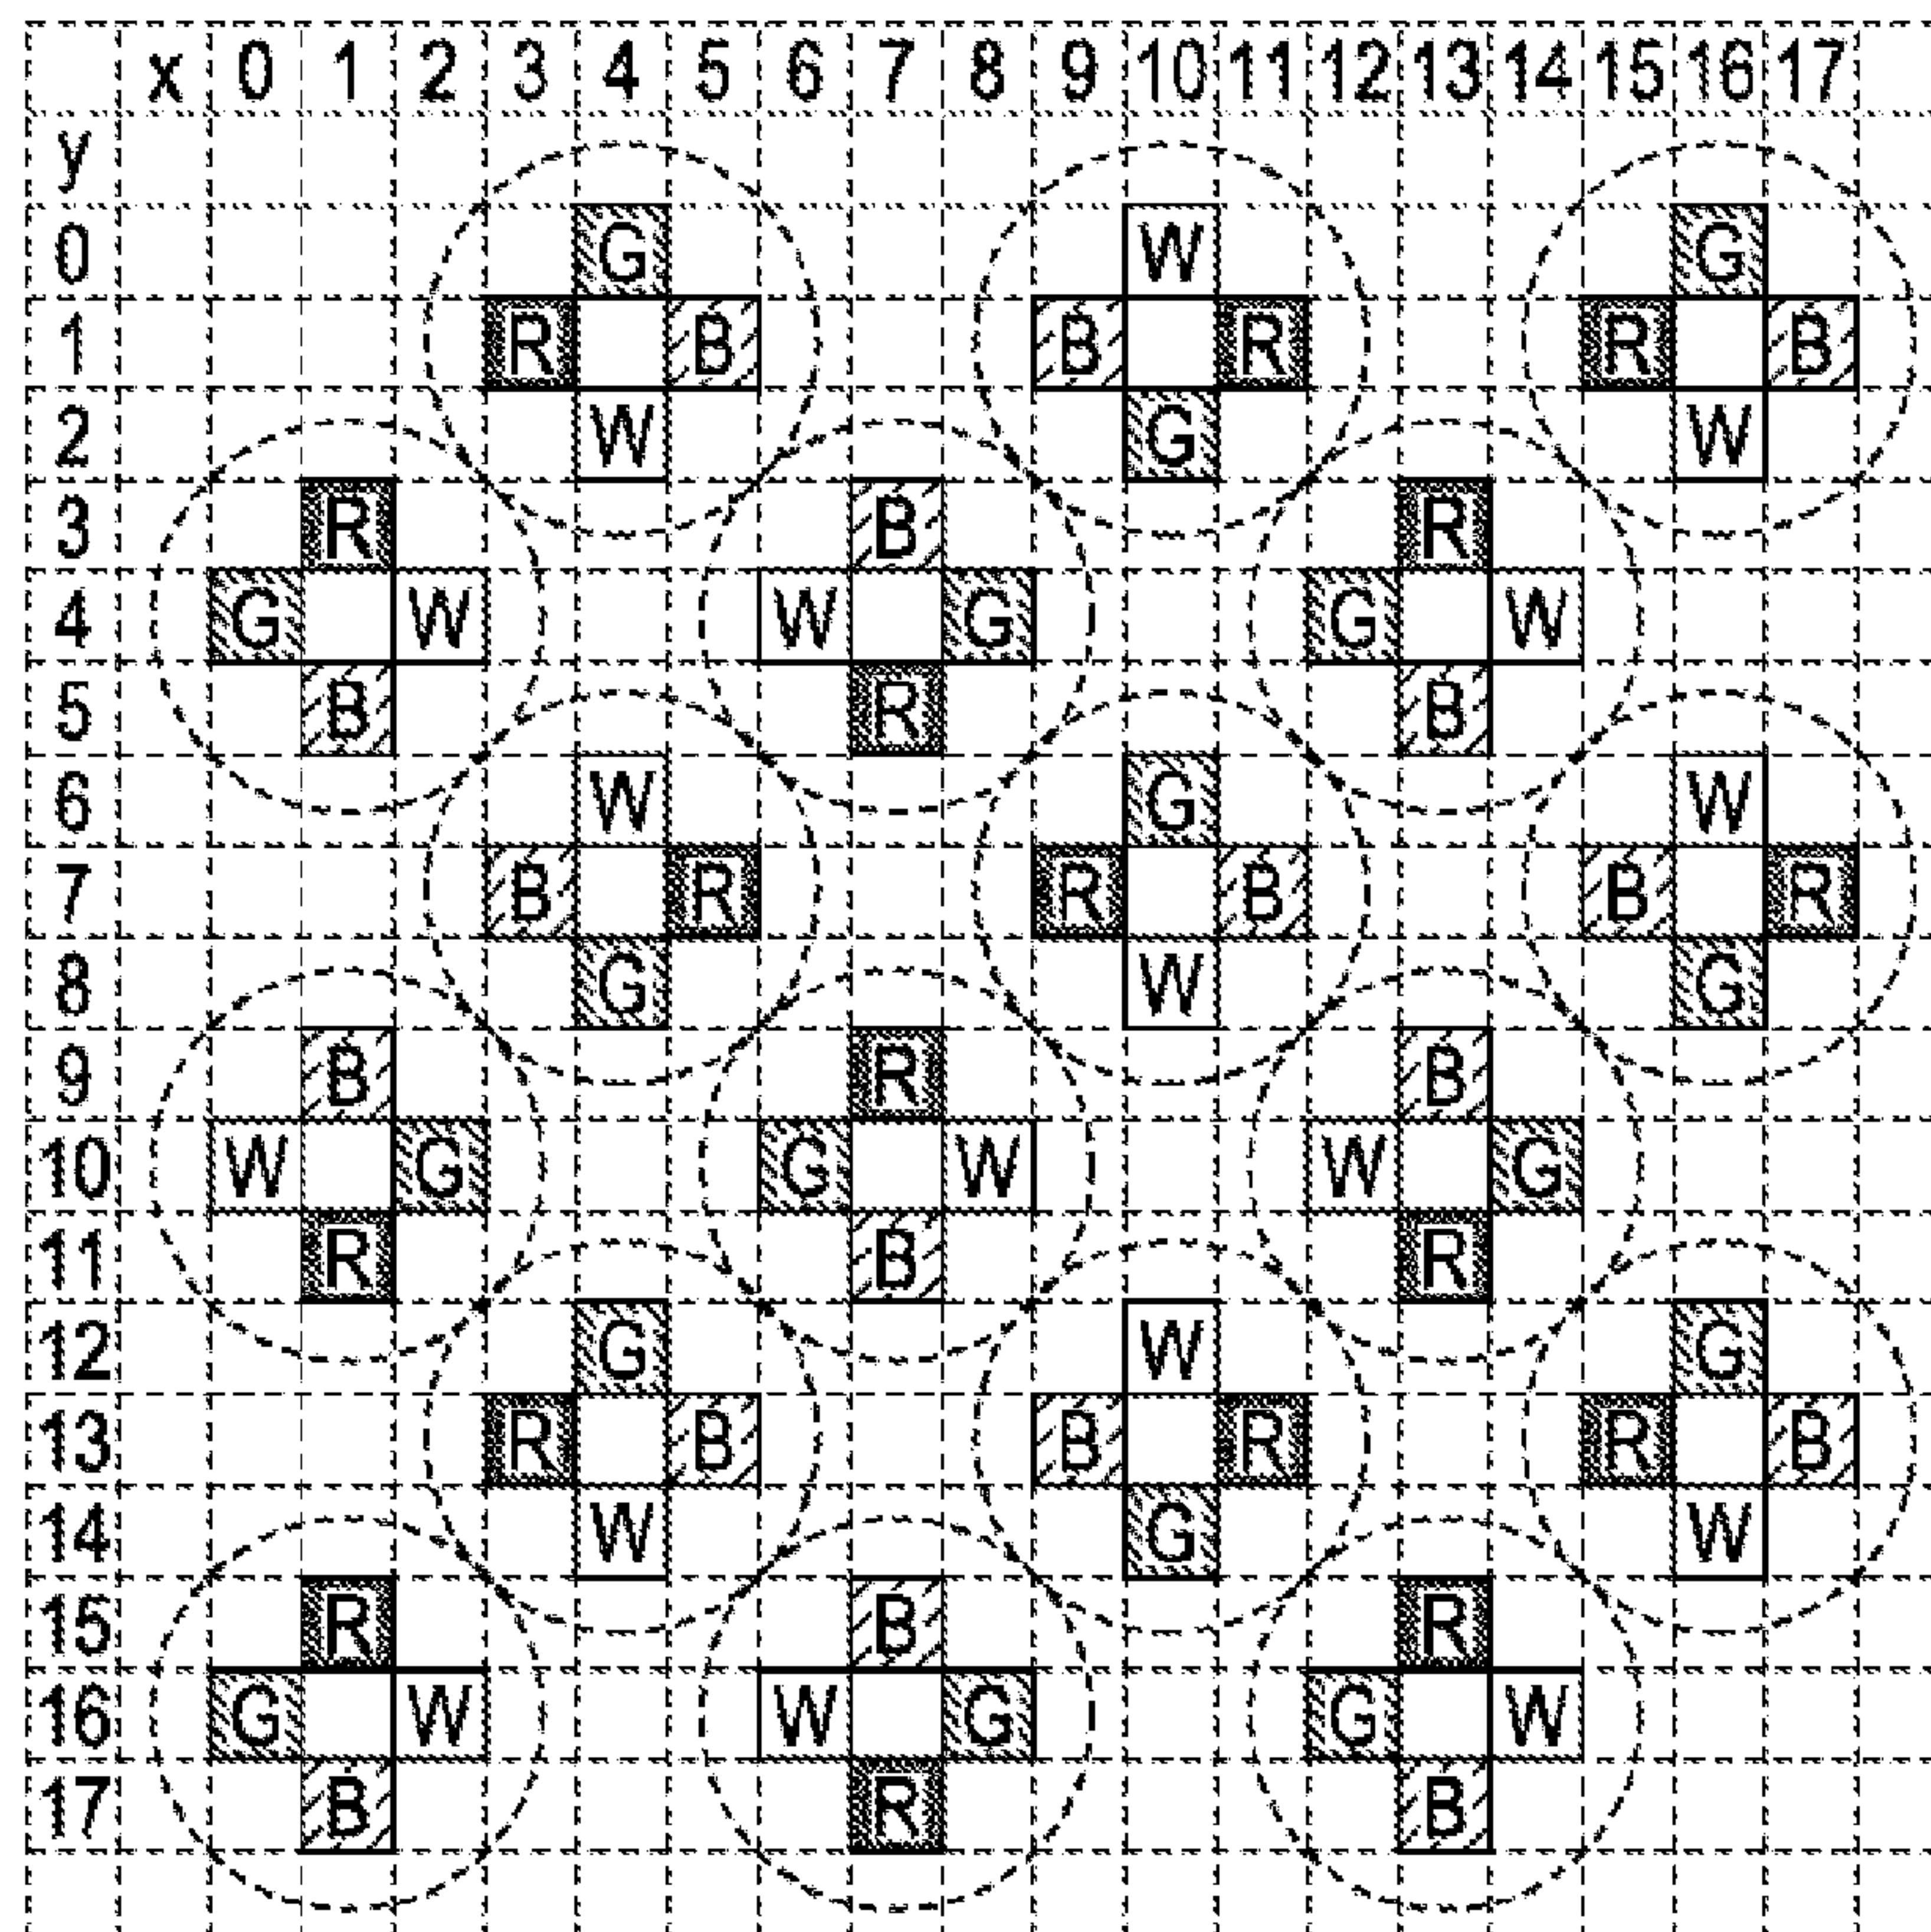 x 0 1 2 3 4 5 6 7 8 9 10 11 12 13 14 15 16 17
y
0 G W G
1 R B B R R B
2 W G W
3 R B R
4 G W W G G W
5 B R B
6 W G W
7 B R R B B R
8 G W G
9 B R B
10 W G G W W G
11 R B R
12 G W G
13 R B B R R B
14 W G W
15 R B R
16 G W W G G W
17 B R B